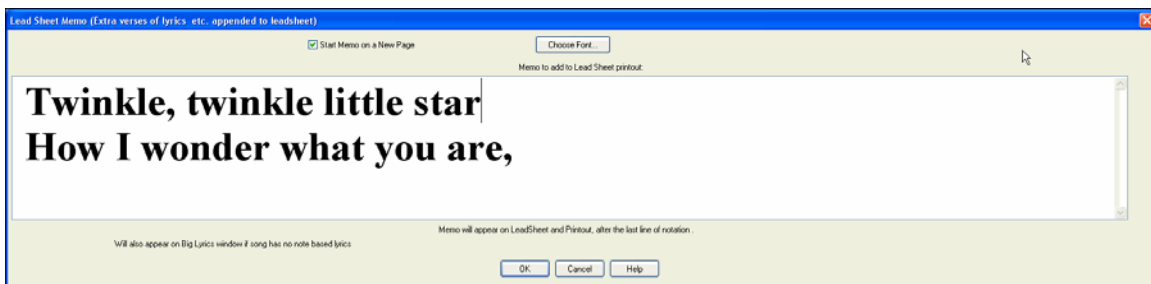 Lead Sheet Memo (Extra verses of lyrics etc. appended to leadsheet)
Start Memo on a New Page
Choose Font...
Memo to add to Lead Sheet printout:
Twinkle, twinkle little star
How I wonder what you are,
Memo will appear on LeadSheet and Printout, after the last line of notation .
Will also appear on Big Lyrics window if song has no note based lyrics
OK Cancel Help